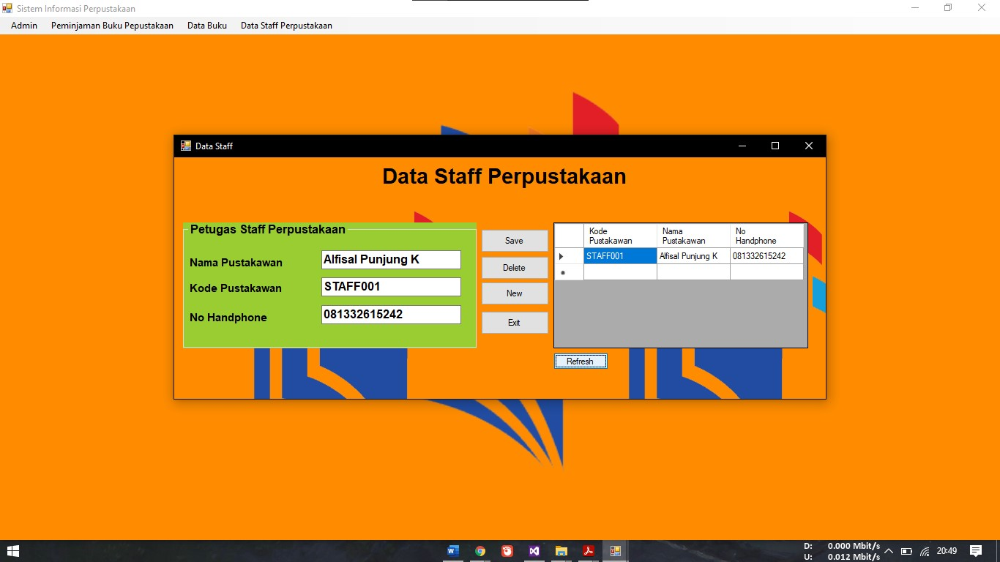 Sistem Informasi Perpustakaan
Admin Peminjaman Buku Pepustakaan Data Buku Data Staff Perpustakaan
Data Staff
Data Staff Perpustakaan
Petugas Staff Perpustakaan
Nama Pustakawan Alfisal Punjung K
Kode Pustakawan STAFF001
No Handphone 081332615242
Save
Delete
New
Exit
Kode Pustakawan Nama Pustakawan No Handphone
STAFF001 Alfisal Punjung K 081332615242
Refresh
D: 0.000 Mbit/s
U: 0.012 Mbit/s
20:49